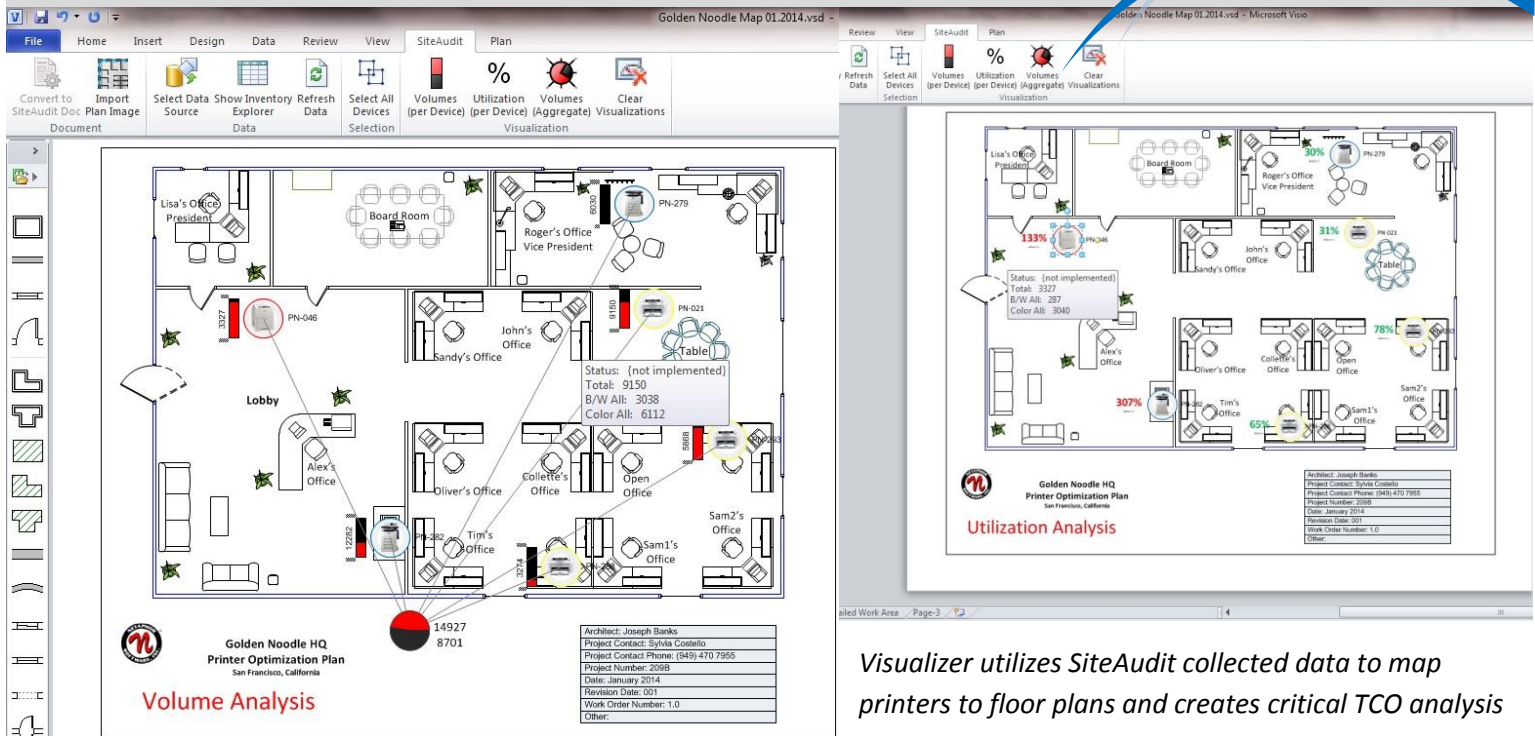 Golden Noodle Map 01.2014.vsd -
File Home Insert Design Data Review View SiteAudit Plan
Convert to SiteAudit Doc
Import Plan Image
Select Data Source
Show Inventory Explorer
Refresh Data
Select All Devices
Volumes (per Device)
% Utilization (per Device)
Volumes (Aggregate)
Clear Visualizations
Document Data Selection Visualization
Lisa's Office
President
Board Room
6030
PN-279
Roger's Office
Vice President
3327
PN-046
9150
PN-021
John's
Office
Sandy's Office
Table
Status: {not implemented}
Total: 9150
B/W All: 3038
Color All: 6112
Lobby
5868
Alex's
Office
Oliver's Office
Collette's
Office
Open
Office
12282
PN-282
Tim's
Office
3274
Sam1's
Office
Sam2's
Office
14927
8701
Golden Noodle HQ
Printer Optimization Plan
San Francisco, California
Volume Analysis
Architect: Joseph Banks
Project Contact: Sylvia Costello
Project Contact Phone: (949) 470 7955
Project Number: 209B
Date: January 2014
Revision Date: 001
Work Order Number: 1.0
Other:
Golden Noodle Map 01.2014.vsd - Microsoft Visio
Review View SiteAudit Plan
Refresh Data
Select All Devices
Volumes (per Device)
% Utilization (per Device)
Volumes (Aggregate)
Clear Visualizations
Selection Visualization
Lisa's Office
President
Board Room
30%
PN-279
Roger's Office
Vice President
133%
PN-046
31%
PN-021
John's
Office
Sandy's Office
Table
Status: {not implemented}
Total: 3327
B/W All: 287
Color All: 3040
78%
Alex's
Office
Oliver's Office
Collette's
Office
Open
Office
307%
Tim's
Office
65%
Sam1's
Office
Sam2's
Office
Golden Noodle HQ
Printer Optimization Plan
San Francisco, California
Utilization Analysis
Architect: Joseph Banks
Project Contact: Sylvia Costello
Project Contact Phone: (949) 470 7955
Project Number: 209B
Date: January 2014
Revision Date: 001
Work Order Number: 1.0
Other:
ailed Work Area Page-3
Visualizer utilizes SiteAudit collected data to map
printers to floor plans and creates critical TCO analysis